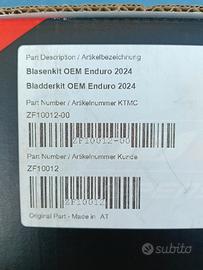 Part Description / Artikelbezeichnung
Blasenkit OEM Enduro 2024
Bladderkit OEM Enduro 2024
Part Number / Artikelnummer KTMC
ZF10012-00
ZF10012-00
Part Number / Artikelnummer Kunde
ZF10012
ZF10012
Original Part - Made in AT
subito